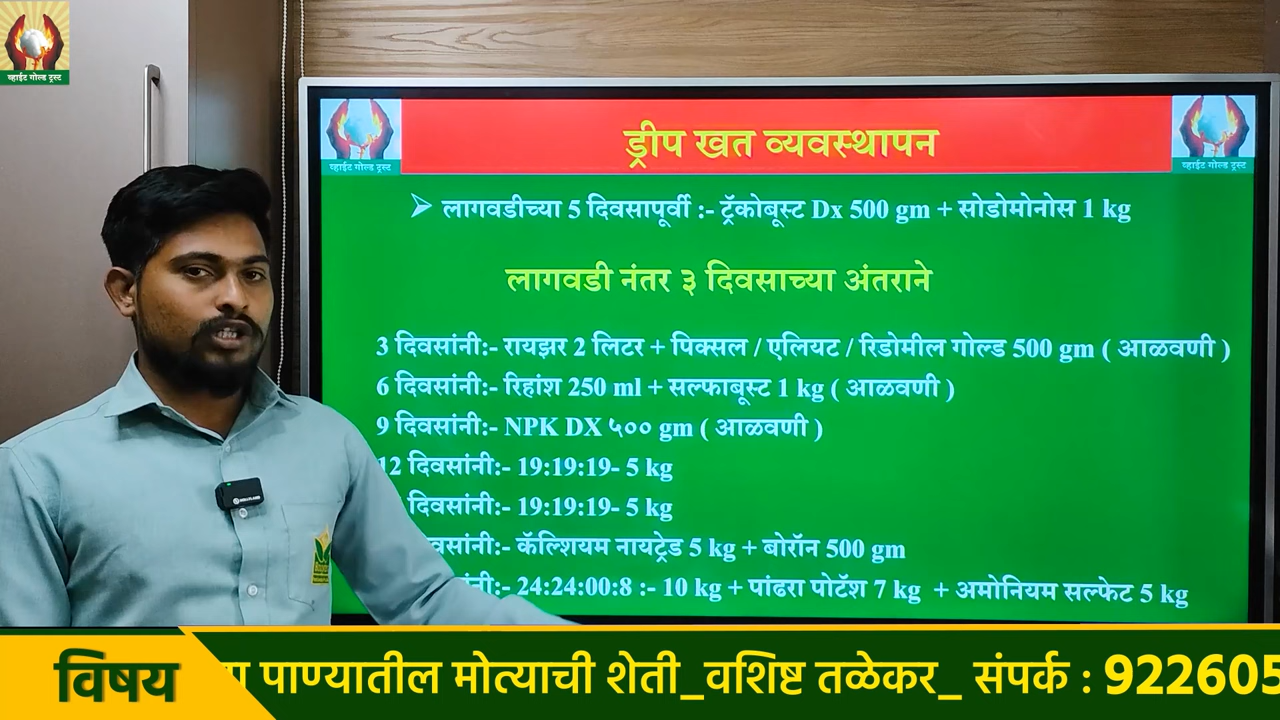 व्हाईट गोल्ड ट्रस्ट
ड्रीप खत व्यवस्थापन
व्हाईट गोल्ड ट्रस्ट
व्हाईट गोल्ड ट्रस्ट
➢ लागवडीच्या 5 दिवसापूर्वी :- ट्रॅकोबूस्ट Dx 500 gm + सोडोमोनोस 1 kg
लागवडी नंतर ३ दिवसाच्या अंतराने
3 दिवसांनी:- रायझर 2 लिटर + पिक्सल / एलियट / रिडोमील गोल्ड 500 gm ( आळवणी )
6 दिवसांनी:- रिहांश 250 ml + सल्फाबूस्ट 1 kg ( आळवणी )
9 दिवसांनी:- NPK DX ५०० gm ( आळवणी )
12 दिवसांनी:- 19:19:19- 5 kg
दिवसांनी:- 19:19:19- 5 kg
वसांनी:- कॅल्शियम नायट्रेड 5 kg + बोरॉन 500 gm
नी:- 24:24:00:8 :- 10 kg + पांढरा पोटॅश 7 kg + अमोनियम सल्फेट 5 kg
विषय
पाण्यातील मोत्याची शेती_वशिष्ट तळेकर_ संपर्क : 922605